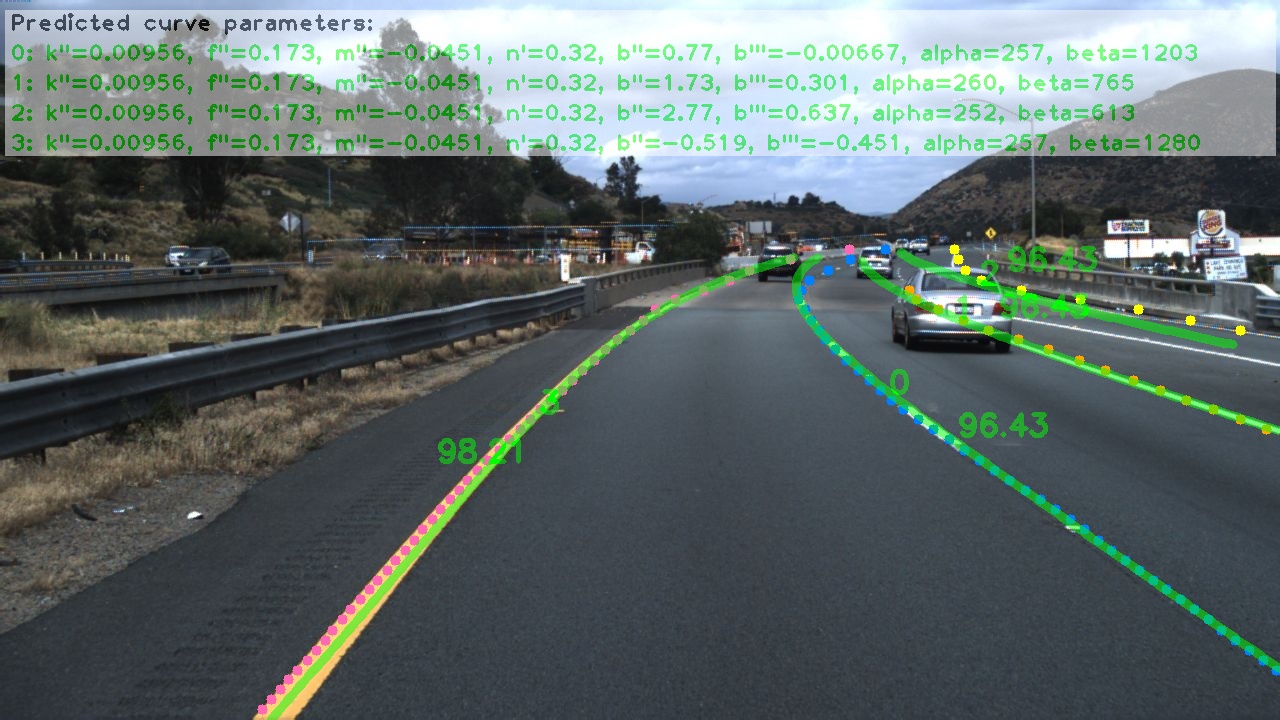 Predicted curve parameters:
0: k''=0.00956, f''=0.173, m''=-0.0451, n'=0.32, b''=0.77, b'''=-0.00667, alpha=257, beta=1203
1: k''=0.00956, f''=0.173, m''=-0.0451, n'=0.32, b''=1.73, b'''=0.301, alpha=260, beta=765
2: k''=0.00956, f''=0.173, m''=-0.0451, n'=0.32, b''=2.77, b'''=0.637, alpha=252, beta=613
3: k''=0.00956, f''=0.173, m''=-0.0451, n'=0.32, b''=-0.519, b'''=-0.451, alpha=257, beta=1280
BURGER KING
2 96.43
1 96.43
0
3
96.43
98.21